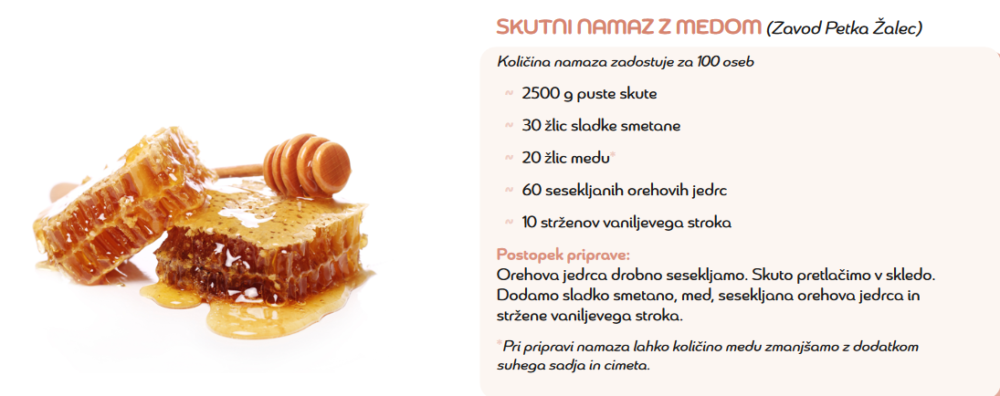 SKUTNI NAMAZ Z MEDOM (Zavod Petka Žalec)
Količina namaza zadostuje za 100 oseb
~ 2500 g puste skute
~ 30 žlic sladke smetane
~ 20 žlic medu*
~ 60 sesekljanih orehovih jedrc
~ 10 strženov vaniljevega stroka
Postopek priprave:
Orehova jedrca drobno sesekljamo. Skuto pretlačimo v skledo.
Dodamo sladko smetano, med, sesekljana orehova jedrca in
stržene vaniljevega stroka.
*Pri pripravi namaza lahko količino medu zmanjšamo z dodatkom
suhega sadja in cimeta.